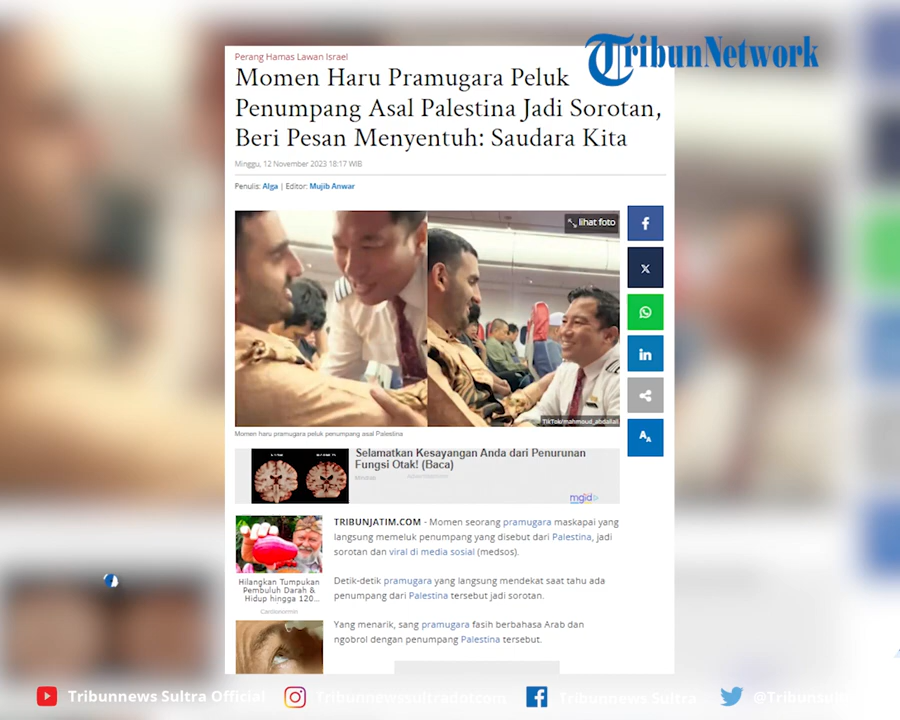 TribunNetwork
Perang Hamas Lawan Israel
Momen Haru Pramugara Peluk
Penumpang Asal Palestina Jadi Sorotan,
Beri Pesan Menyentuh: Saudara Kita
Minggu, 12 November 2023 18:17 WIB
Penulis: Alga | Editor: Mujib Anwar
lihat foto
TikTok/mahmoud_abdallah
Momen haru pramugara peluk penumpang asal Palestina
Selamatkan Kesayangan Anda dari Penurunan
Fungsi Otak! (Baca)
mgid
TRIBUNJATIM.COM - Momen seorang pramugara maskapai yang
langsung memeluk penumpang yang disebut dari Palestina, jadi
sorotan dan viral di media sosial (medsos).
Hilangkan Tumpukan
Pembuluh Darah &
Hidup hingga 120...
Cardionormin
Detik-detik pramugara yang langsung mendekat saat tahu ada
penumpang dari Palestina tersebut jadi sorotan.
Yang menarik, sang pramugara fasih berbahasa Arab dan
ngobrol dengan penumpang Palestina tersebut.
Tribunnews Sultra Official
Tribunnewssultradotcom
Tribunnews Sultra
@Tribunsul